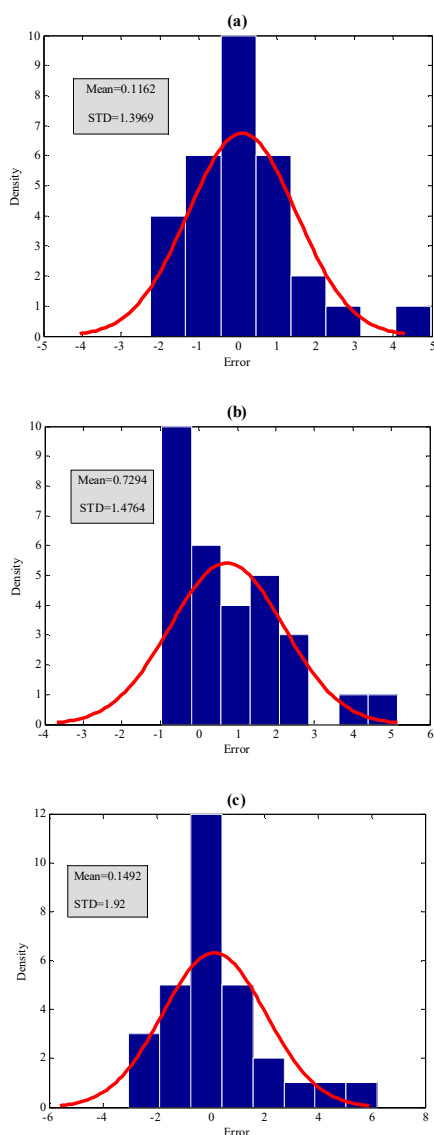 (a)
10
9
8
7
6
5
4
3
2
1
0
Density
Mean=0.1162
STD=1.3969
-5 -4 -3 -2 -1 0 1 2 3 4 5
Error
(b)
10
9
8
7
6
5
4
3
2
1
0
Density
Mean=0.7294
STD=1.4764
-4 -3 -2 -1 0 1 2 3 4 5 6
Error
(c)
12
10
8
6
4
2
0
Density
Mean=0.1492
STD=1.92
-6 -4 -2 0 2 4 6 8
Error